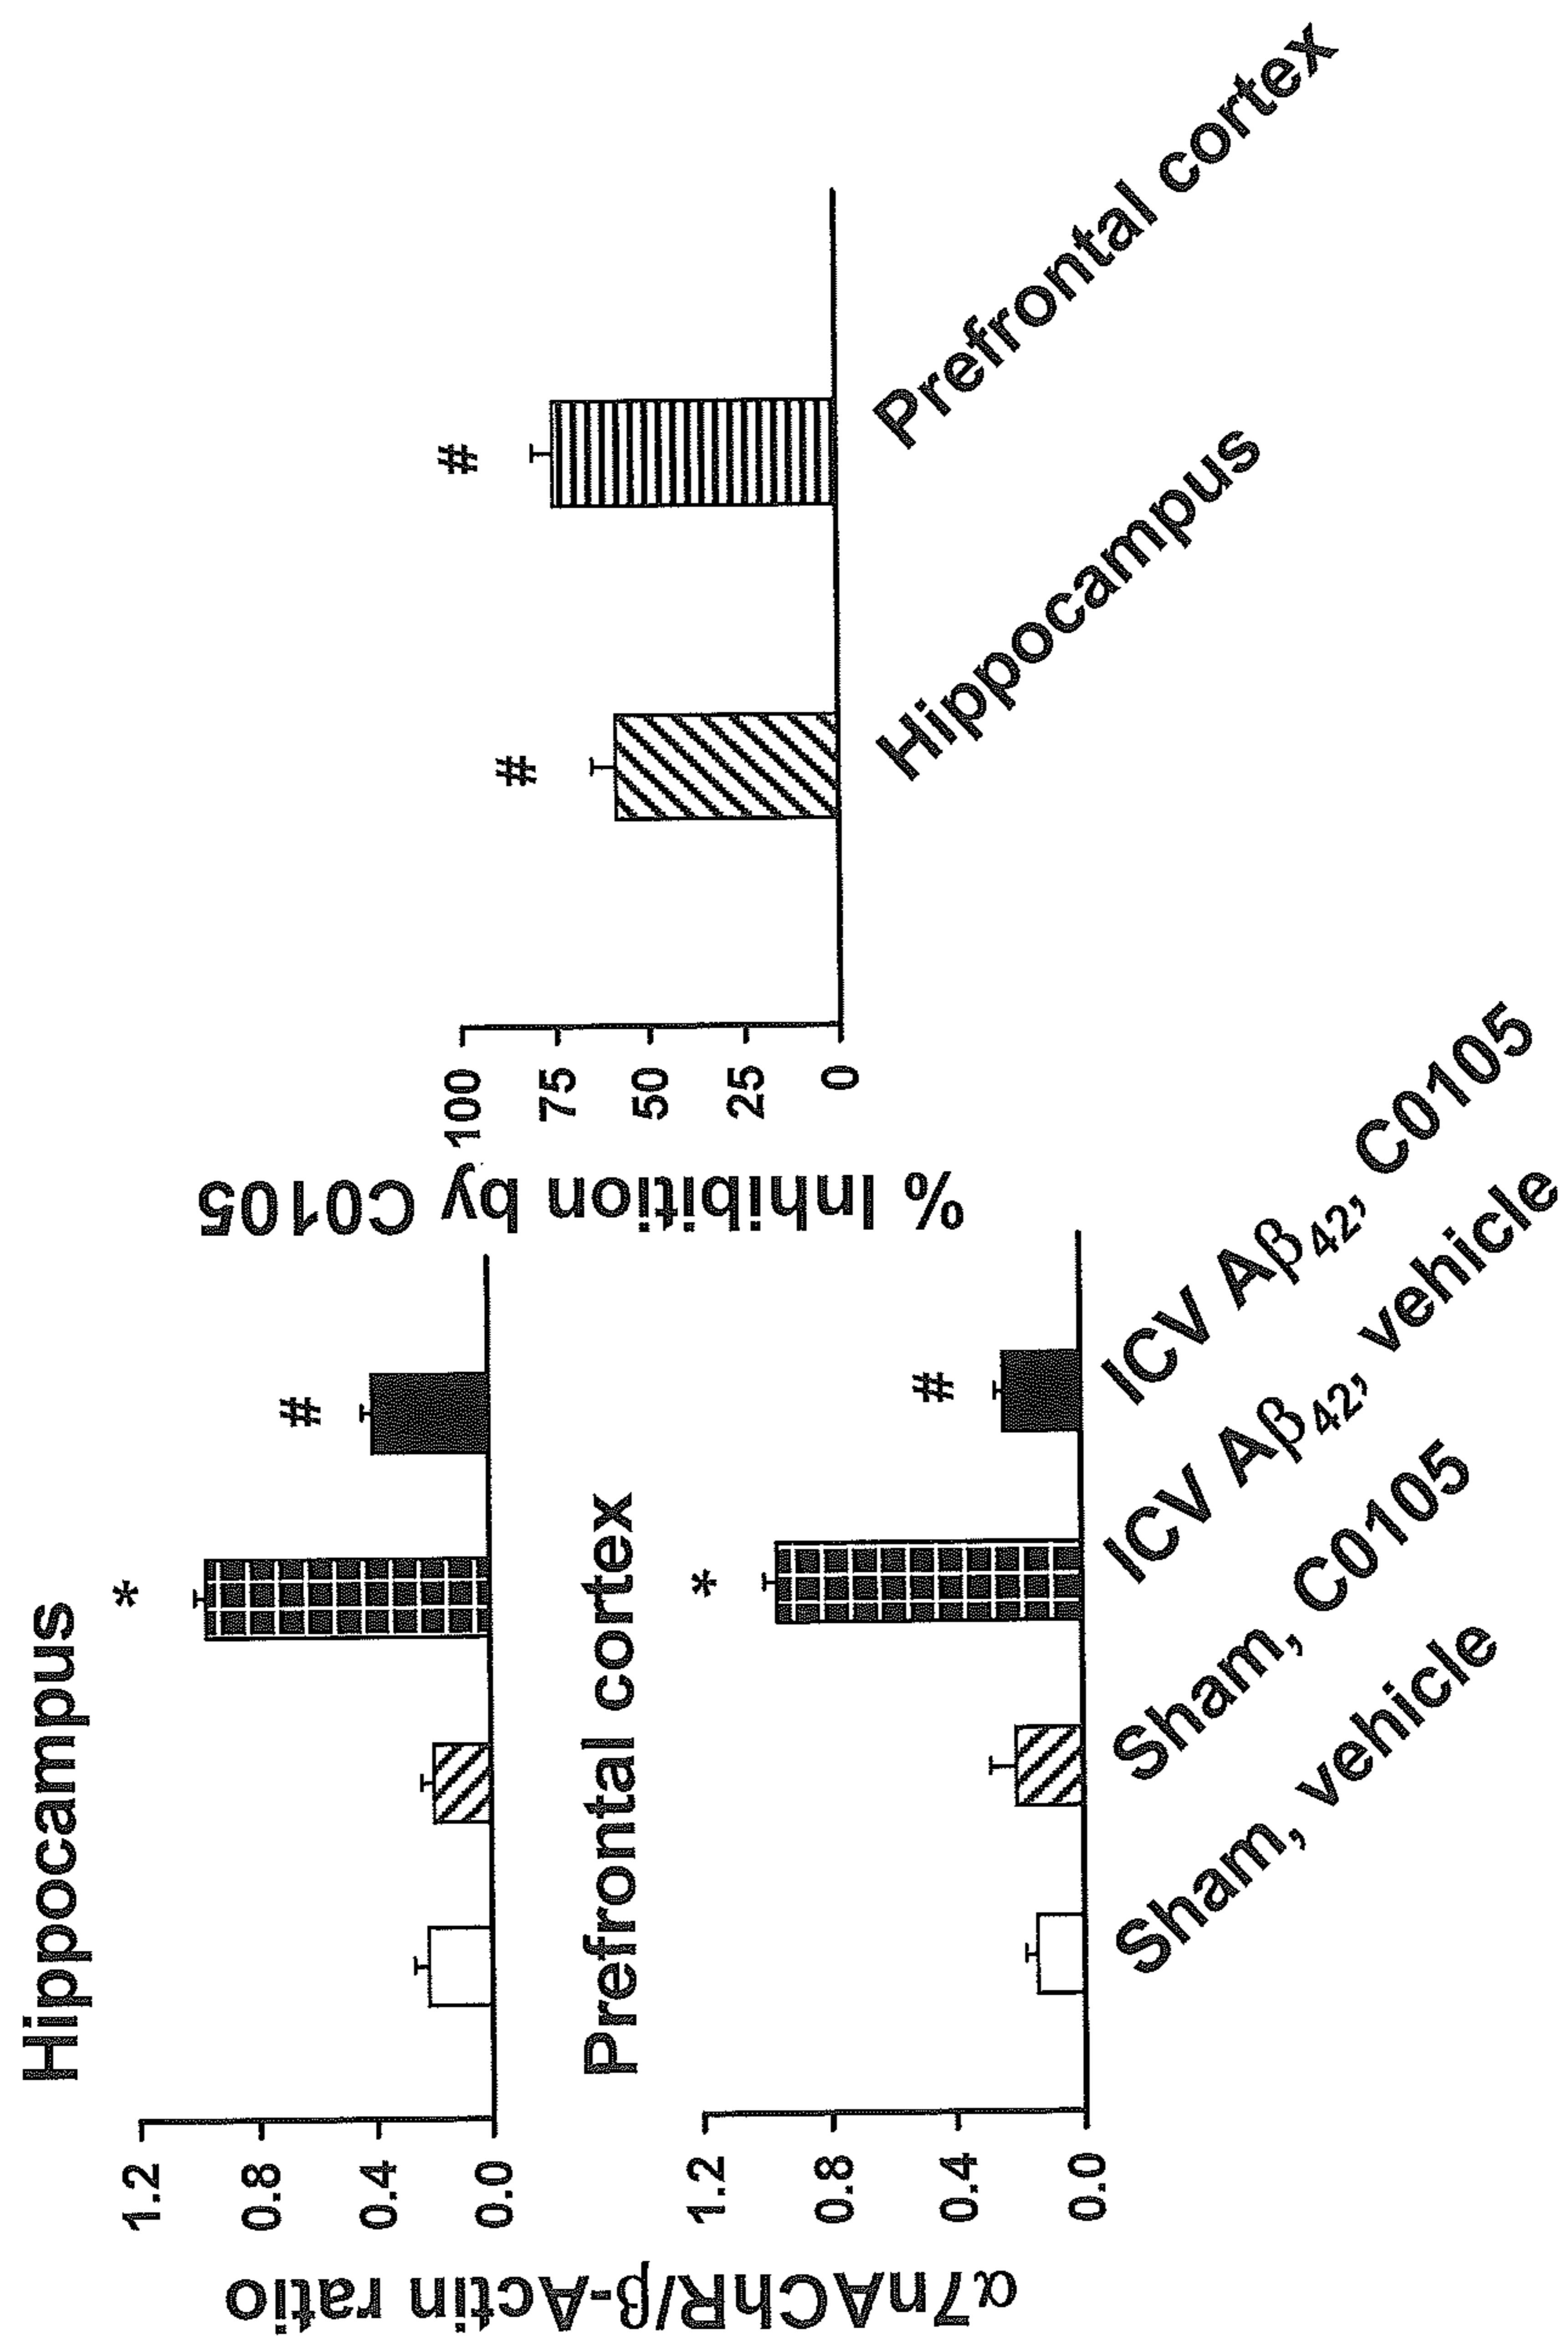 Hippocampus
*
#
1.2
0.8
0.4
0.0
α7nAChR/β-Actin ratio
Prefrontal cortex
*
#
1.2
0.8
0.4
0.0
Sham, vehicle
Sham, C0105
ICV Aβ42, vehicle
ICV Aβ42, C0105
% Inhibition by C0105
100
75
50
25
0
#
#
Hippocampus
Prefrontal cortex